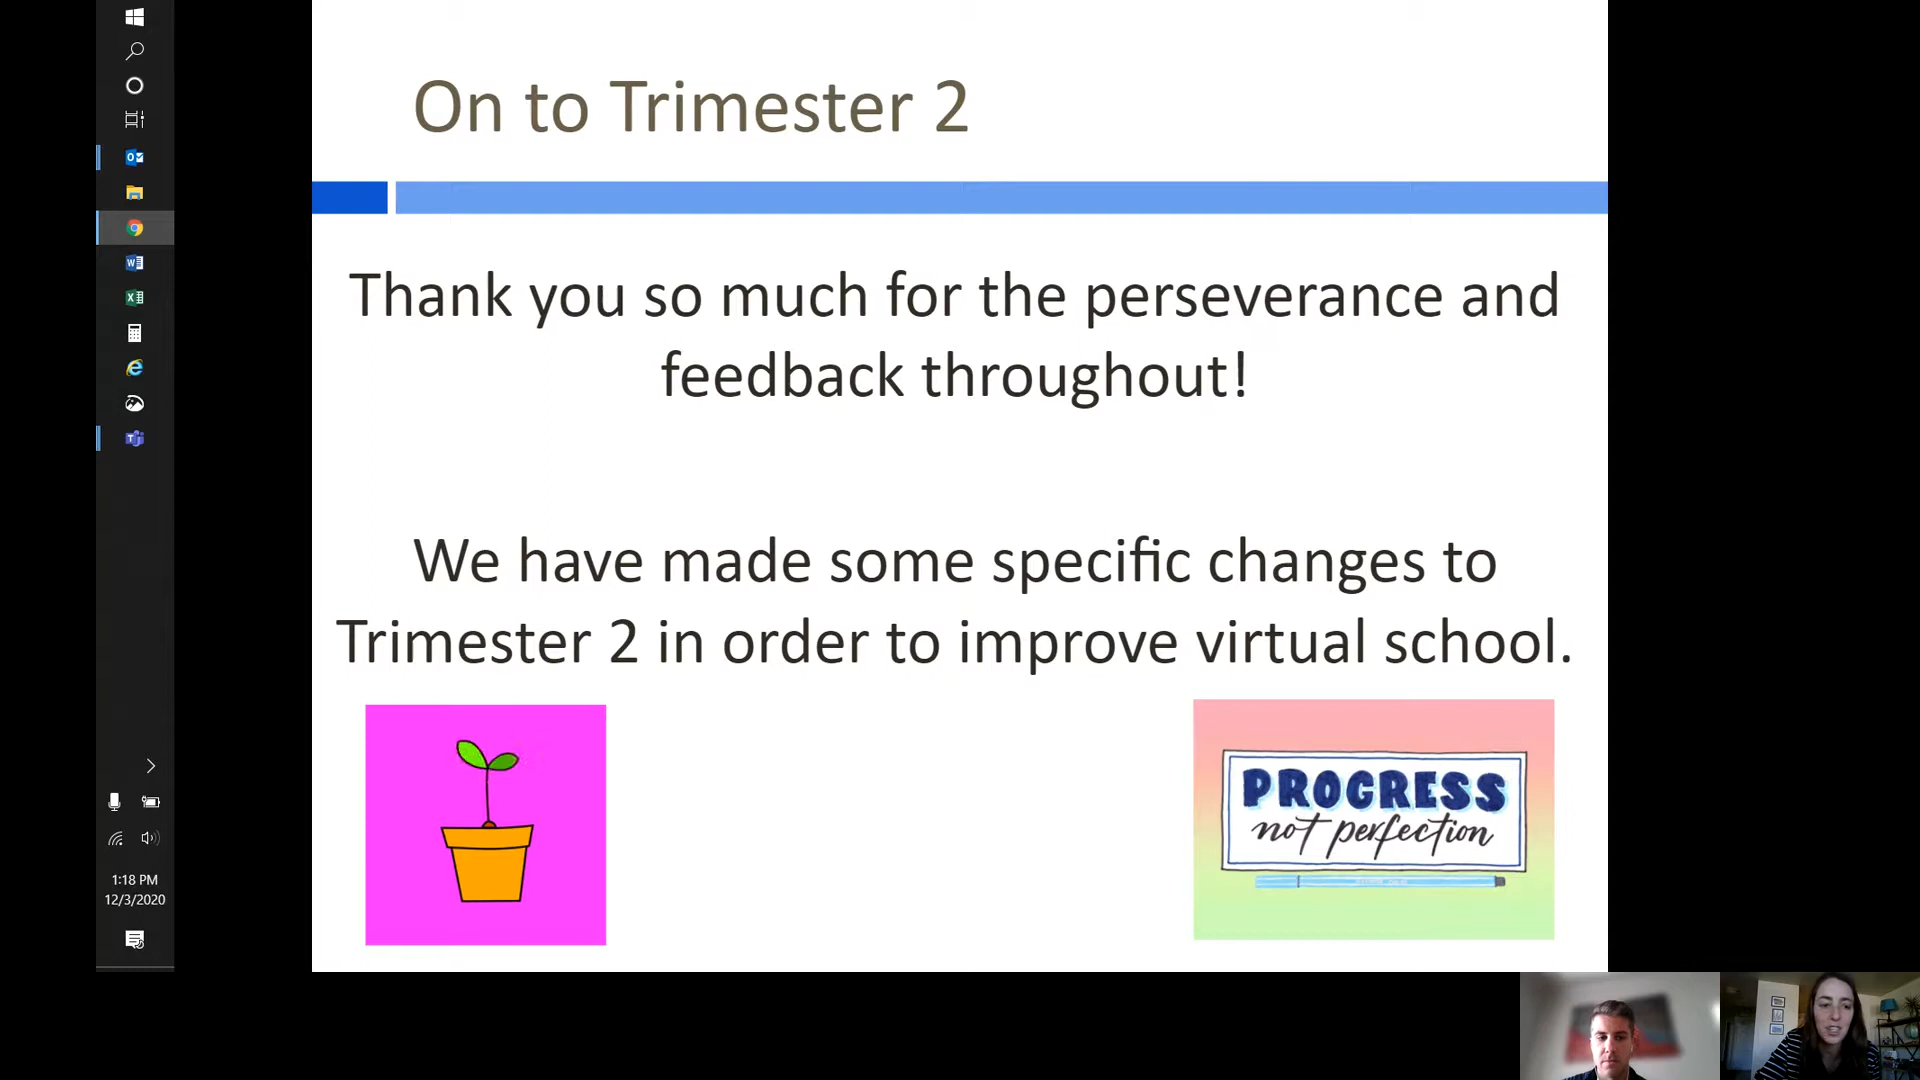 On to Trimester 2
Thank you so much for the perseverance and
feedback throughout!
We have made some specific changes to
Trimester 2 in order to improve virtual school.
PROGRESS
not perfection
1:18 PM
12/3/2020